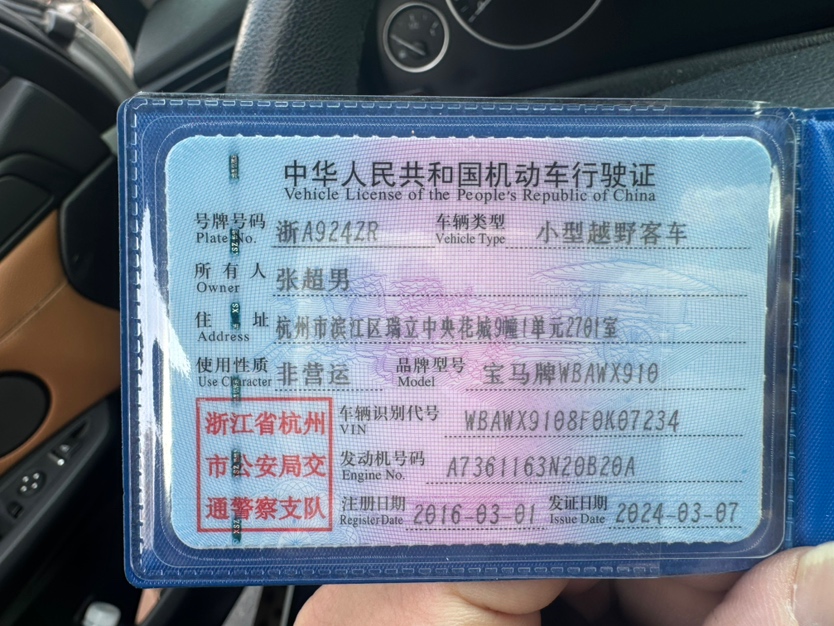 中华人民共和国机动车行驶证
Vehicle License of the People's Republic of China
号牌号码 浙A924ZR 车辆类型 小型越野客车
Plate No. Vehicle Type
所有人 张超男
Owner
住址 杭州市滨江区瑞立中央花城9幢1单元2701室
Address
使用性质 非营运 品牌型号 宝马牌WBAWX910
Use Character Model
浙江省杭州
市公安局交
通警察支队
车辆识别代号 WBAWX9108F0K07234
VIN
发动机号码 A7361163N20B20A
Engine No.
注册日期 2016-03-01 发证日期 2024-03-07
Register Date Issue Date